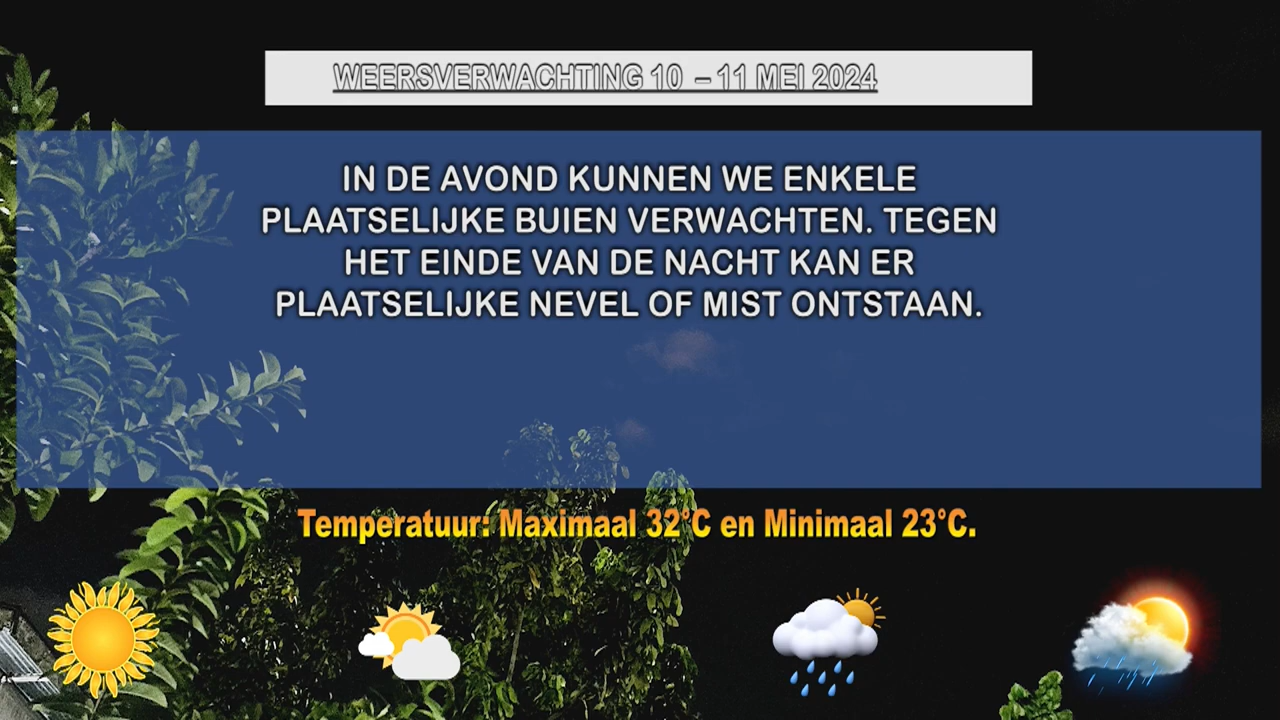 WEERSVERWACHTING 10 – 11 MEI 2024
IN DE AVOND KUNNEN WE ENKELE
PLAATSELIJKE BUIEN VERWACHTEN. TEGEN
HET EINDE VAN DE NACHT KAN ER
PLAATSELIJKE NEVEL OF MIST ONTSTAAN.
Temperatuur: Maximaal 32°C en Minimaal 23°C.